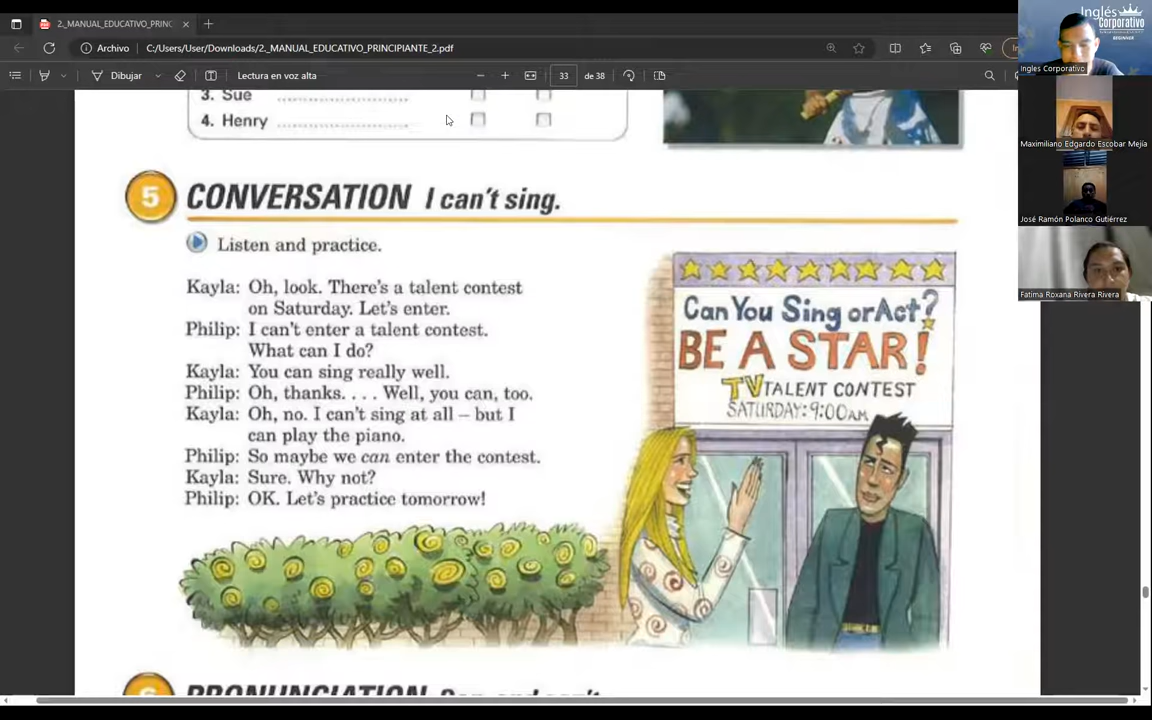 2._MANUAL_EDUCATIVO_PRINC
Archivo
C:/Users/User/Downloads/2._MANUAL_EDUCATIVO_PRINCIPIANTE_2.pdf
Dibujar
Lectura en voz alta
33
de 38
3. Sue
4. Henry
5 CONVERSATION I can't sing.
Listen and practice.
Kayla: Oh, look. There's a talent contest
on Saturday. Let's enter.
Philip: I can't enter a talent contest.
What can I do?
Kayla: You can sing really well.
Philip: Oh, thanks. . . . Well, you can, too.
Kayla: Oh, no. I can't sing at all – but I
can play the piano.
Philip: So maybe we can enter the contest.
Kayla: Sure. Why not?
Philip: OK. Let's practice tomorrow!
Can You Sing or Act?
BE A STAR!
TV TALENT CONTEST
SATURDAY: 9:00 AM
Inglés
Corporativo
BEGINNER
Ingles Corporativo
Maximiliano Edgardo Escobar Mejía
José Ramón Polanco Gutiérrez
Fatima Roxana Rivera Rivera